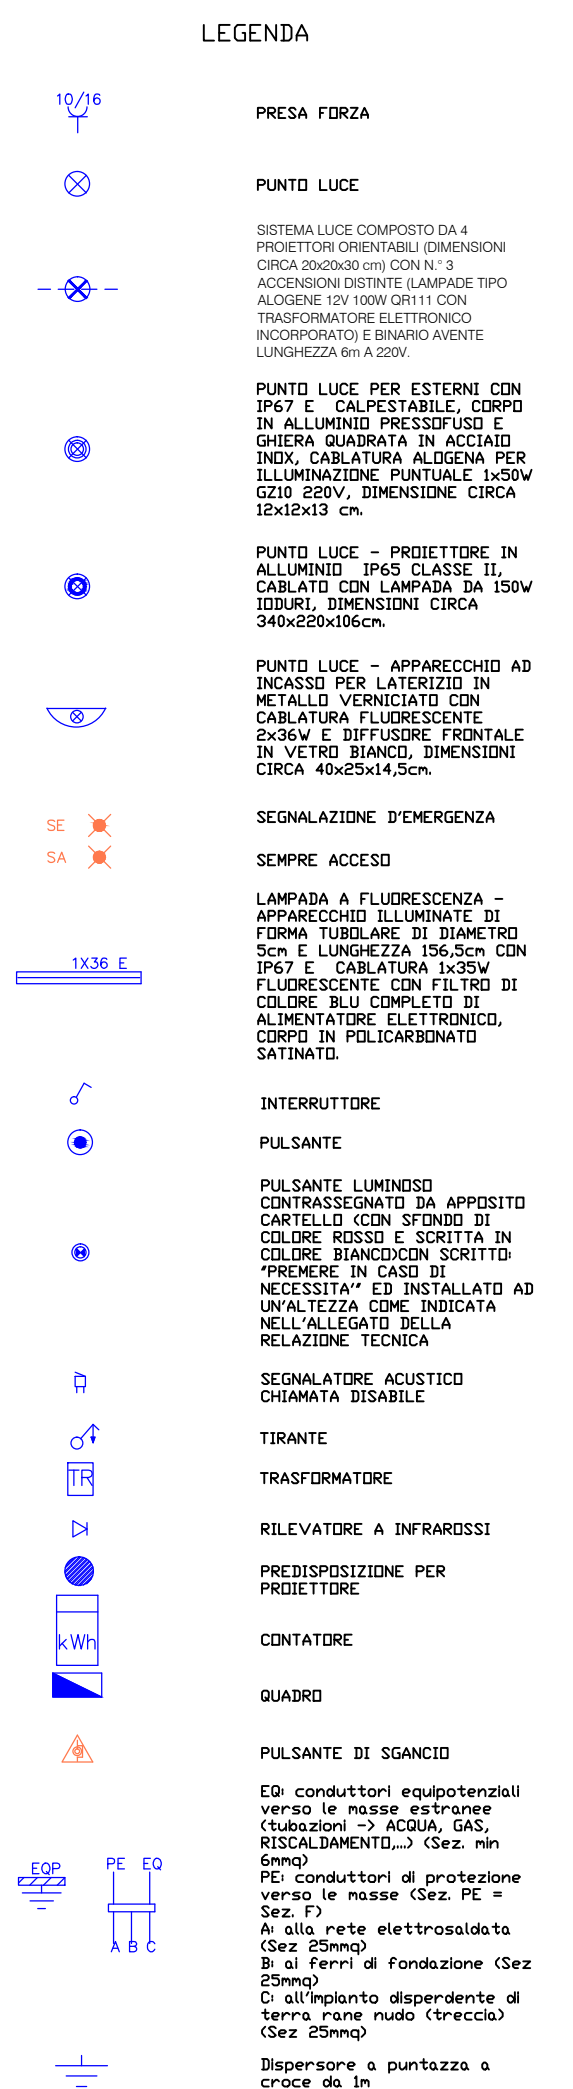 LEGENDA
10/16
PRESA FORZA
PUNTO LUCE
SISTEMA LUCE COMPOSTO DA 4
PROIETTORI ORIENTABILI (DIMENSIONI
CIRCA 20x20x30 cm) CON N.° 3
ACCENSIONI DISTINTE (LAMPADE TIPO
ALOGENE 12V 100W QR111 CON
TRASFORMATORE ELETTRONICO
INCORPORATO) E BINARIO AVENTE
LUNGHEZZA 6m A 220V.
PUNTO LUCE PER ESTERNI CON
IP67 E CALPESTABILE, CORPO
IN ALLUMINIO PRESSOFUSO E
GHIERA QUADRATA IN ACCIAIO
INOX, CABLATURA ALOGENA PER
ILLUMINAZIONE PUNTUALE 1x50W
GZ10 220V, DIMENSIONE CIRCA
12x12x13 cm.
PUNTO LUCE - PROIETTORE IN
ALLUMINIO IP65 CLASSE II,
CABLATO CON LAMPADA DA 150W
IODURI, DIMENSIONI CIRCA
340x220x106cm.
PUNTO LUCE - APPARECCHIO AD
INCASSO PER LATERIZIO IN
METALLO VERNICIATO CON
CABLATURA FLUORESCENTE
2x36W E DIFFUSORE FRONTALE
IN VETRO BIANCO, DIMENSIONI
CIRCA 40x25x14,5cm.
SE
SEGNALAZIONE D'EMERGENZA
SA
SEMPRE ACCESO
LAMPADA A FLUORESCENZA -
APPARECCHIO ILLUMINATE DI
FORMA TUBOLARE DI DIAMETRO
5cm E LUNGHEZZA 156,5cm CON
1X36 E
IP67 E CABLATURA 1x35W
FLUORESCENTE CON FILTRO DI
COLORE BLU COMPLETO DI
ALIMENTATORE ELETTRONICO,
CORPO IN POLICARBONATO
SATINATO.
INTERRUTTORE
PULSANTE
PULSANTE LUMINOSO
CONTRASSEGNATO DA APPOSITO
CARTELLO (CON SFONDO DI
COLORE ROSSO E SCRITTA IN
COLORE BIANCO)CON SCRITTO:
"PREMERE IN CASO DI
NECESSITA'" ED INSTALLATO AD
UN'ALTEZZA COME INDICATA
NELL'ALLEGATO DELLA
RELAZIONE TECNICA
SEGNALATORE ACUSTICO
CHIAMATA DISABILE
TIRANTE
TR
TRASFORMATORE
RILEVATORE A INFRAROSSI
PREDISPOSIZIONE PER
PROIETTORE
kWh
CONTATORE
QUADRO
PULSANTE DI SGANCIO
EQ: conduttori equipotenziali
verso le masse estranee
(tubazioni -> ACQUA, GAS,
RISCALDAMENTO,...) (Sez. min
6mmq)
EQP
PE EQ
PE: conduttori di protezione
verso le masse (Sez. PE =
Sez. F)
A: alla rete elettrosaldata
(Sez 25mmq)
A B C
B: ai ferri di fondazione (Sez
25mmq)
C: all'impianto disperdente di
terra rane nudo (treccia)
(Sez 25mmq)
Dispersore a puntazza a
croce da 1m